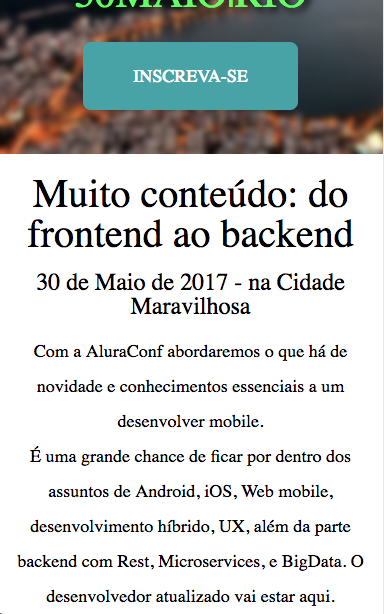 30MAIO|RIO
INSCREVA-SE
Muito conteúdo: do
frontend ao backend
30 de Maio de 2017 - na Cidade
Maravilhosa
Com a AluraConf abordaremos o que há de
novidade e conhecimentos essenciais a um
desenvolver mobile.
É uma grande chance de ficar por dentro dos
assuntos de Android, iOS, Web mobile,
desenvolvimento híbrido, UX, além da parte
backend com Rest, Microservices, e BigData. O
desenvolvedor atualizado vai estar aqui.